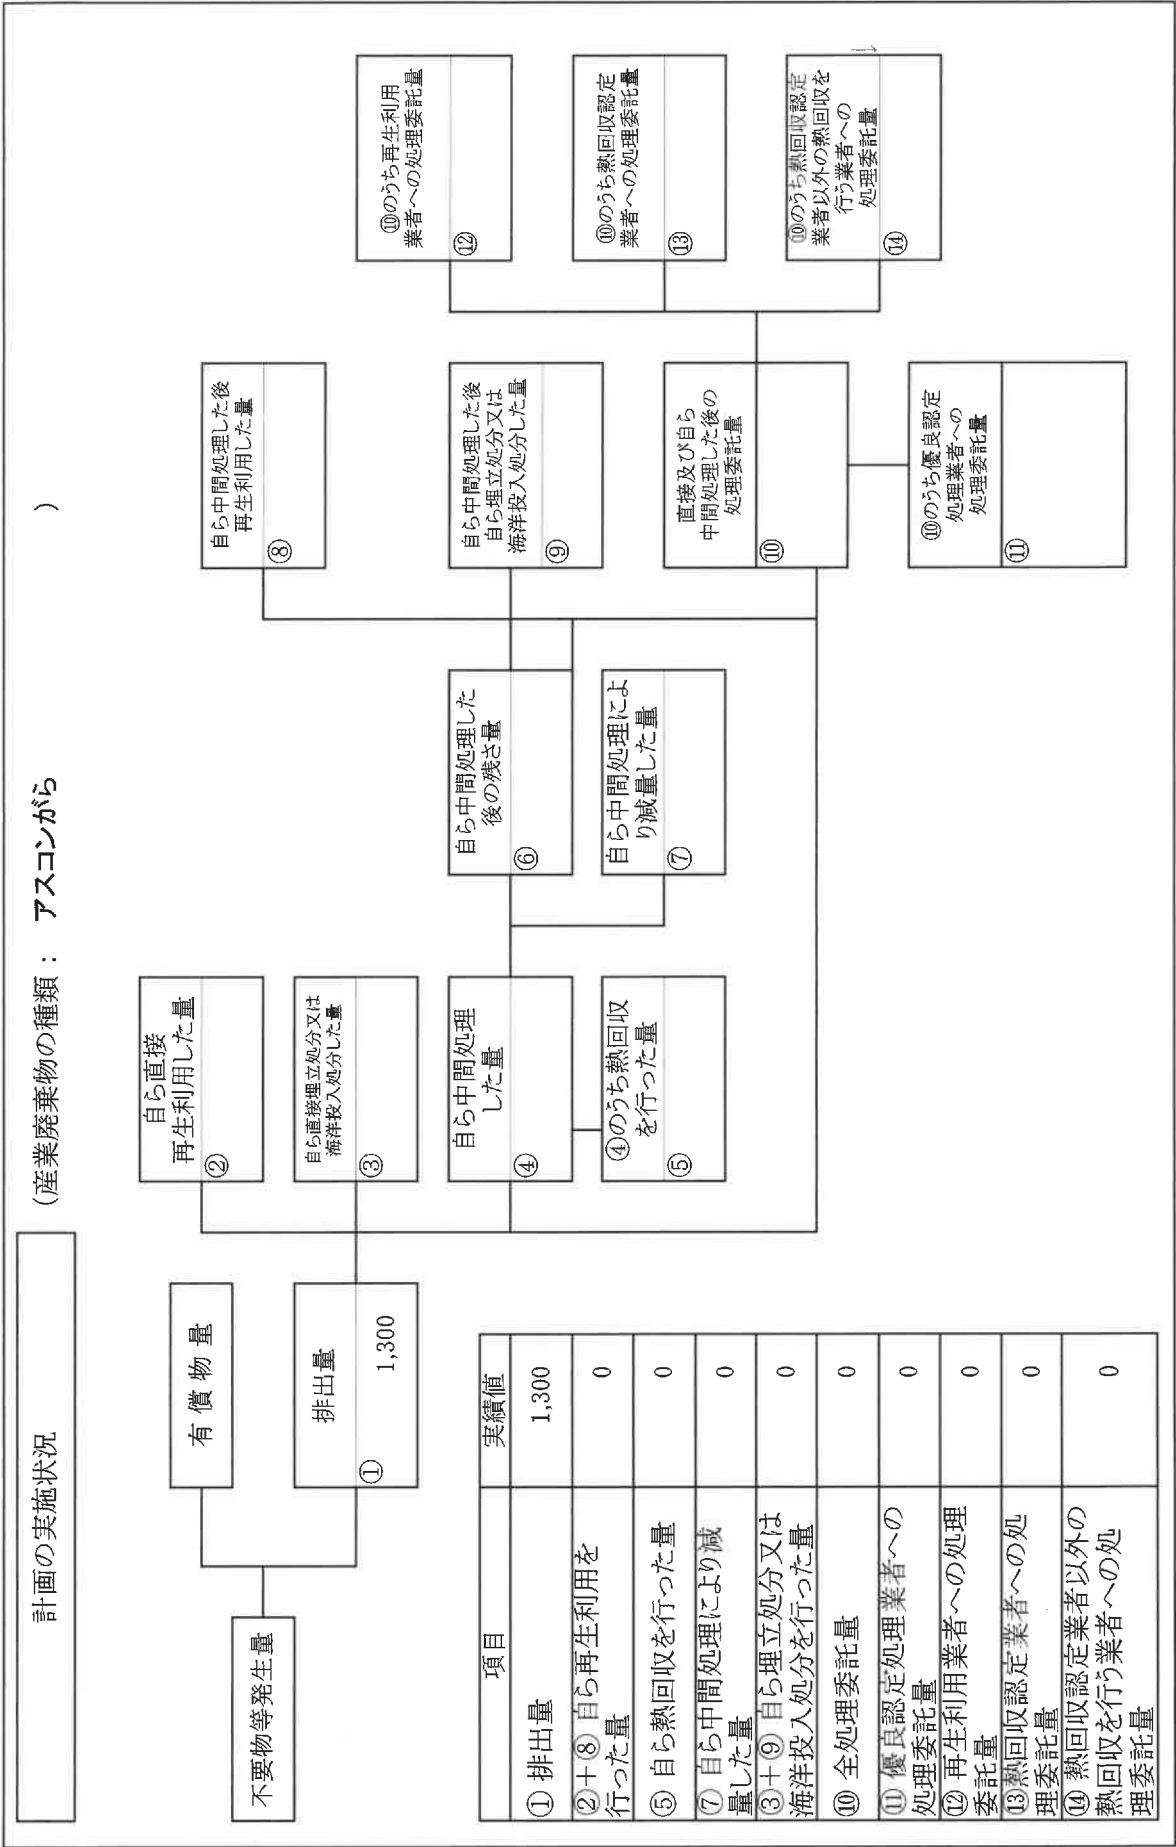 計画の実施状況
(産業廃棄物の種類： アスコンがら )
不要物等発生量
有償物量
排出量
①
1,300
自ら直接
再生利用した量
②
自ら直接埋立処分又は
海洋投入処分した量
③
自ら中間処理
した量
④
④のうち熱回収
を行った量
⑤
自ら中間処理した
後の残さ量
⑥
自ら中間処理によ
り減量した量
⑦
自ら中間処理した後
再生利用した量
⑧
自ら中間処理した後
自ら埋立処分又は
海洋投入処分した量
⑨
直接及び自ら
中間処理した後の
処理委託量
⑩
⑩のうち優良認定
処理業者への
処理委託量
⑪
⑩のうち再生利用
業者への処理委託量
⑫
⑩のうち熱回収認定
業者への処理委託量
⑬
⑩のうち熱回収認定
業者以外の熱回収を
行う業者への
処理委託量
⑭
項目 実績値
①排出量 1,300
②＋⑧ 自ら再生利用を
行った量 0
⑤ 自ら熱回収を行った量 0
⑦ 自ら中間処理により減
量した量 0
③＋⑨ 自ら埋立処分又は
海洋投入処分を行った量 0
⑩ 全処理委託量 0
⑪ 優良認定処理業者への
処理委託量 0
⑫ 再生利用業者への処理
委託量 0
⑬熱回収認定業者への処
理委託量 0
⑭ 熱回収認定業者以外の
熱回収を行う業者への処
理委託量 0